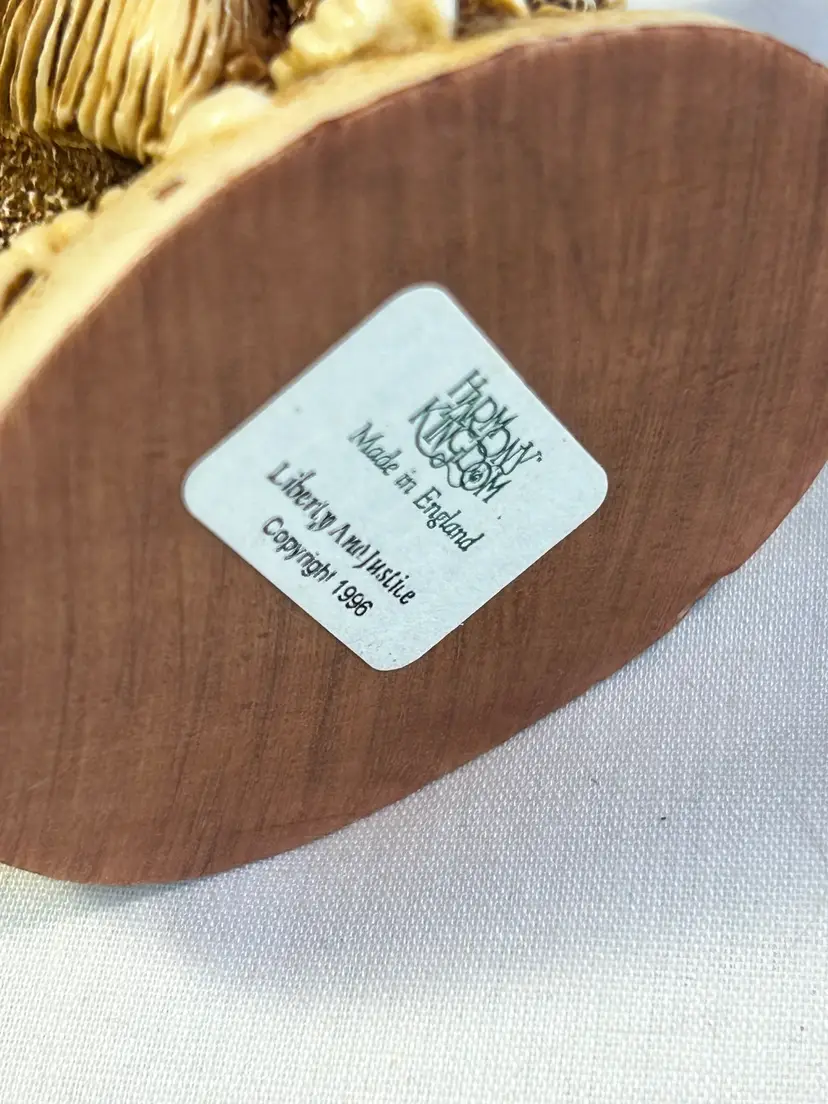 HARMONY
KINGDOM
Made in England
Liberty And Justice
Copyright 1996